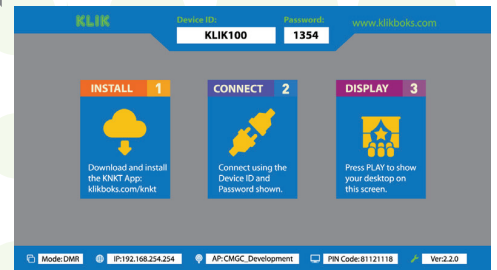 KLIK
Device ID:
KLIK100
Password:
1354
www.klikboks.com
INSTALL 1
Download and install
the KNKT App:
klikboks.com/knkt
CONNECT 2
Connect using the
Device ID and
Password shown.
DISPLAY 3
Press PLAY to show
your desktop on
this screen.
Mode: DMR
IP:192.168.254.254
AP: CMGC_Development
PIN Code: 81121118
Ver:2.2.0